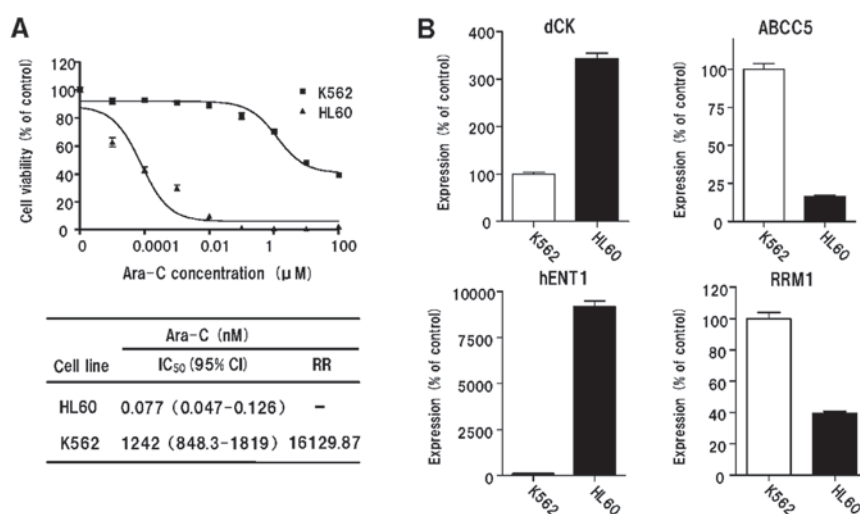 A
Cell viability (% of control)
120
100
80
60
40
20
0
K562
HL60
0 0.0001 0.01 1 100
Ara-C concentration (μM)
Ara-C (nM)
Cell line IC50 (95% CI) RR
HL60 0.077 (0.047-0.126) –
K562 1242 (848.3-1819) 16129.87
B
dCK
Expression (% of control)
400
300
200
100
0
K562 HL60
ABCC5
Expression (% of control)
100
75
50
25
0
K562 HL60
hENT1
Expression (% of control)
10000
7500
5000
2500
0
K562 HL60
RRM1
Expression (% of control)
120
100
80
60
40
20
0
K562 HL60